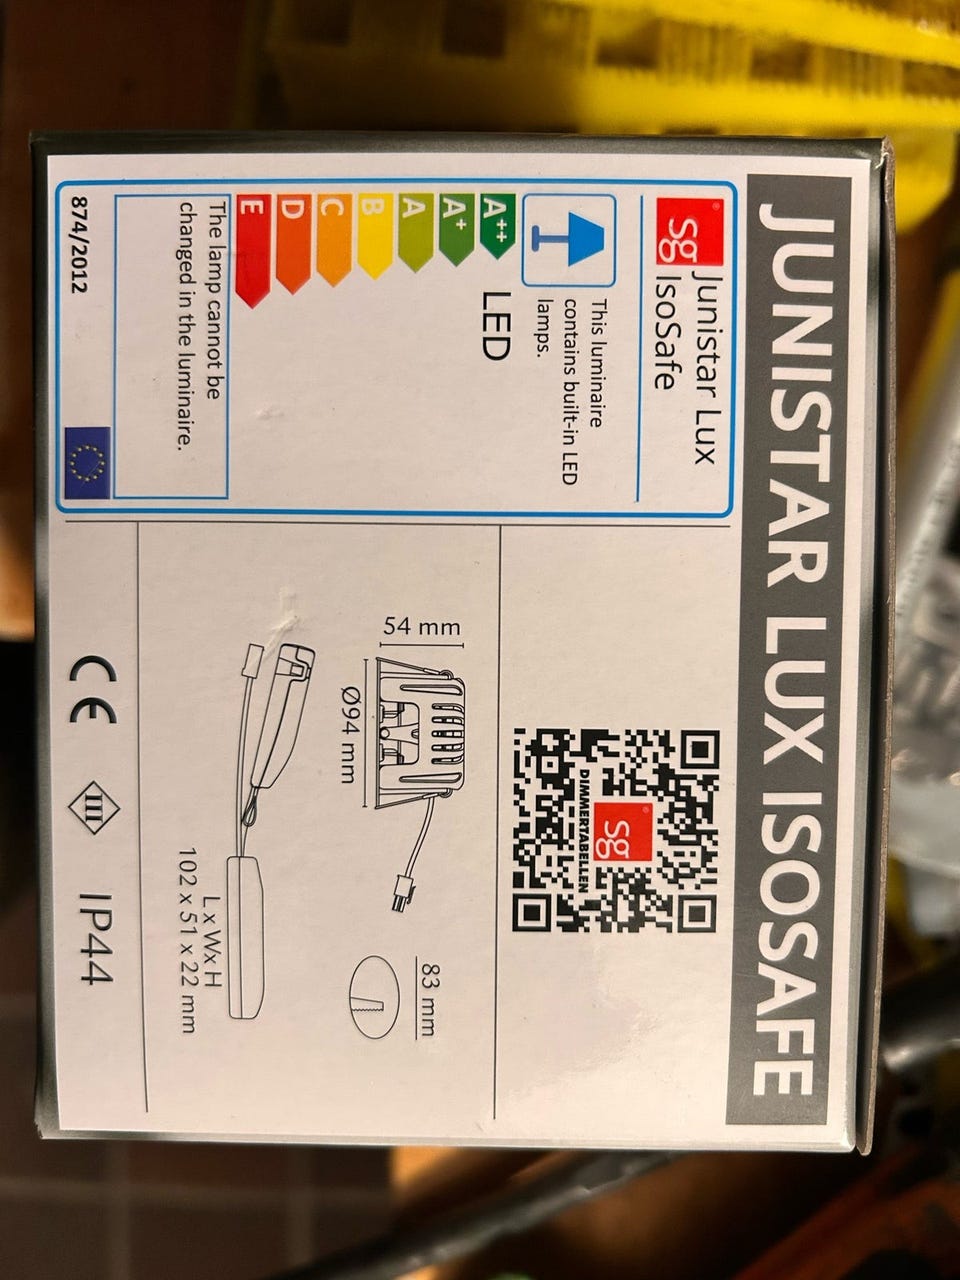 JUNISTAR LUX ISOSAFE
sg
®
Junistar Lux
IsoSafe
This luminaire
contains built-in LED
lamps.
A++
A+
A
B
C
D
E
LED
The lamp cannot be
changed in the luminaire.
874/2012
sg
®
DIMMERTABELLEN
54 mm
Ø94 mm
83 mm
L x W x H
102 x 51 x 22 mm
CE
III
IP44